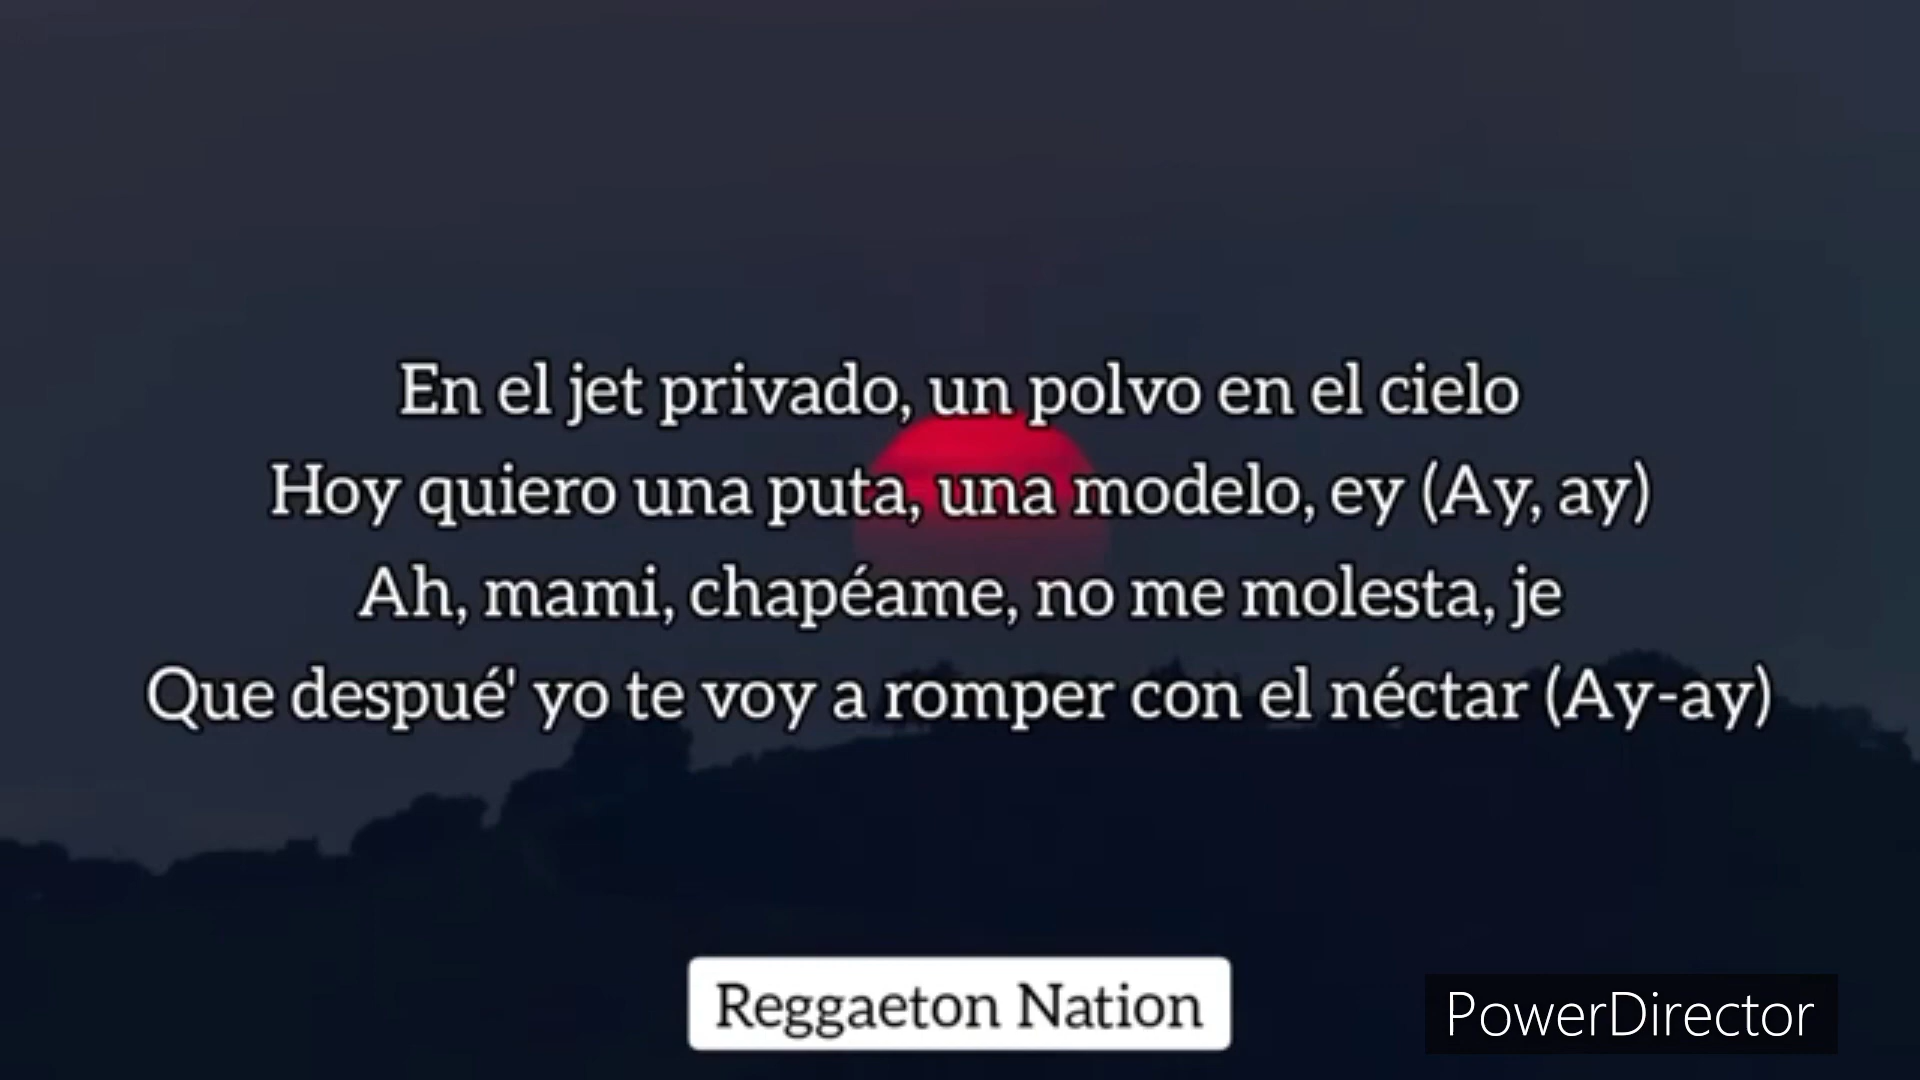 En el jet privado, un polvo en el cielo
Hoy quiero una puta, una modelo, ey (Ay, ay)
Ah, mami, chapéame, no me molesta, je
Que despué' yo te voy a romper con el néctar (Ay-ay)
Reggaeton Nation
PowerDirector